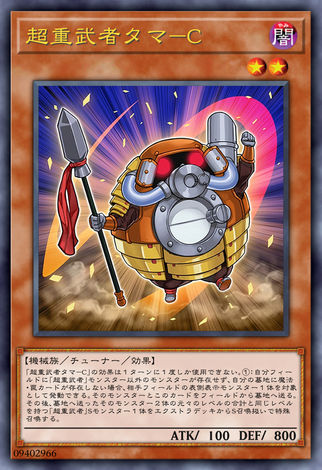 超重武者タマ－C
やみ
闇
【機械族／チューナー／効果】
「超重武者タマ－C」の効果は１ターンに１度しか使用できない。①：自分フィ
ールドに「超重武者」モンスター以外のモンスターが存在せず、自分の墓地に魔法
・罠カードが存在しない場合、相手フィールドの表側表示モンスター１体を対象
として発動できる。そのモンスターとこのカードをフィールドから墓地へ送る。
その後、墓地へ送ったそのモンスター２体の元々のレベルの合計と同じレベル
を持つ「超重武者」Sモンスター１体をエクストラデッキからS召喚扱いで特殊
召喚する。
ATK/ 100 DEF/ 800
09402966